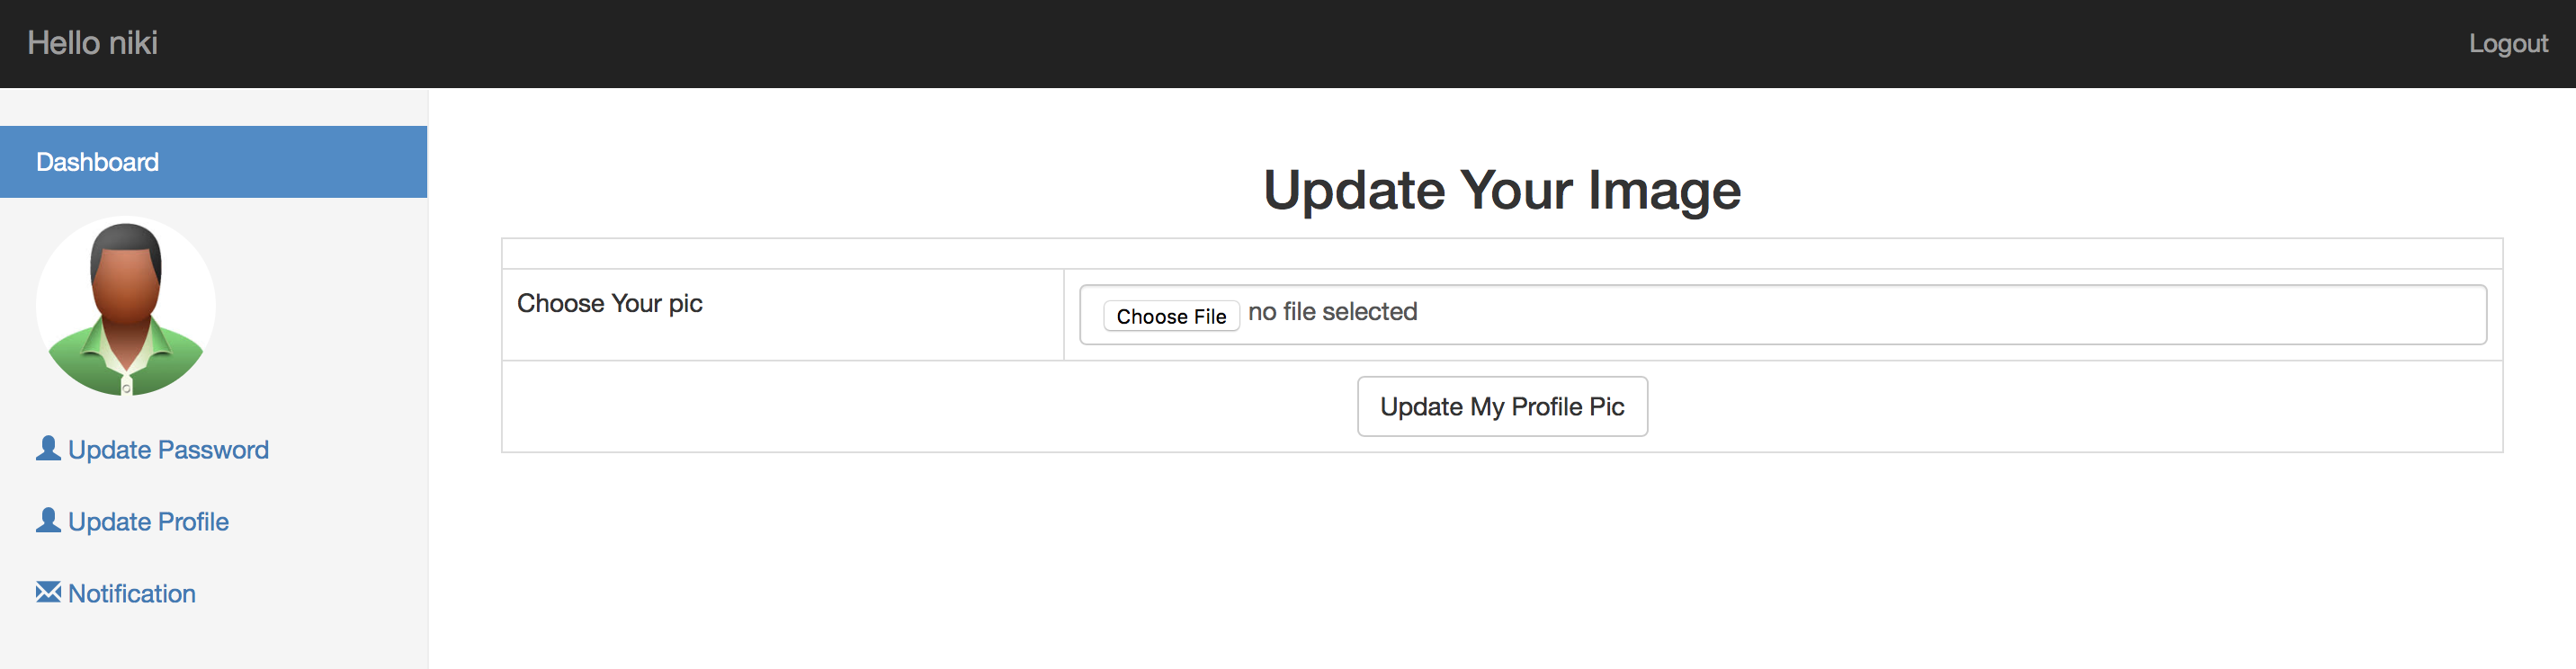 Hello niki
Logout
Dashboard
Update Password
Update Profile
Notification
Update Your Image
Choose Your pic
Choose File no file selected
Update My Profile Pic